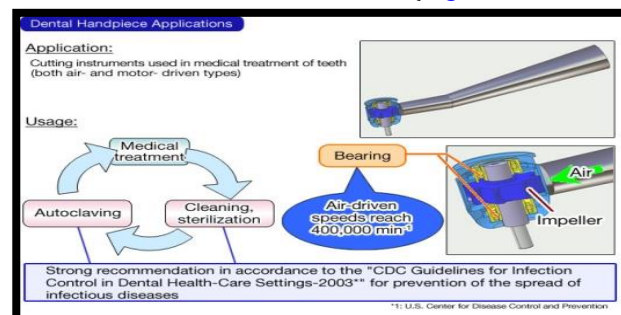 Dental Handpiece Applications
Application:
Cutting instruments used in medical treatment of teeth
(both air- and motor- driven types)
Usage:
Medical
treatment
Cleaning,
sterilization
Autoclaving
Bearing
Air-driven
speeds reach
400,000 min⁻¹
Air
Impeller
Strong recommendation in accordance to the "CDC Guidelines for Infection
Control in Dental Health-Care Settings-2003*" for prevention of the spread of
infectious diseases
*1: U.S. Center for Disease Control and Prevention